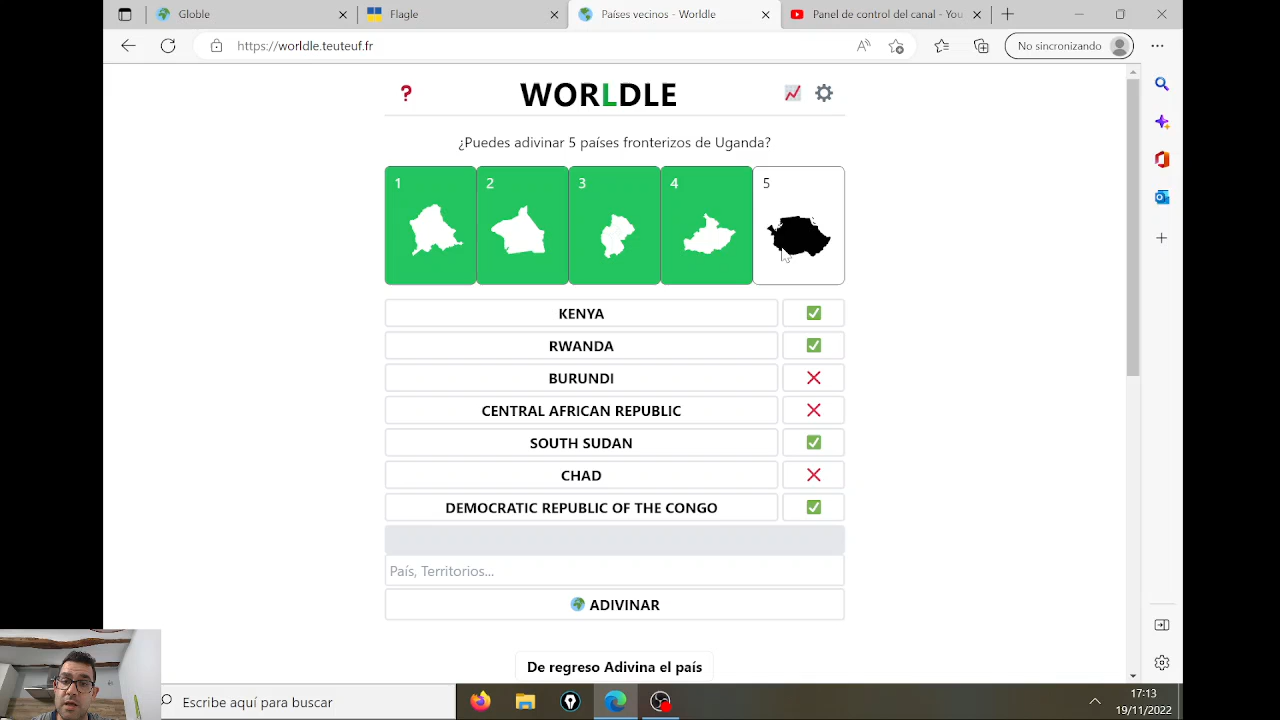 Globle
Flagle
Países vecinos - Worldle
Panel de control del canal - You
https://worldle.teuteuf.fr
No sincronizando
?
WORLDLE
¿Puedes adivinar 5 países fronterizos de Uganda?
1
2
3
4
5
KENYA
RWANDA
BURUNDI
CENTRAL AFRICAN REPUBLIC
SOUTH SUDAN
CHAD
DEMOCRATIC REPUBLIC OF THE CONGO
País, Territorios...
ADIVINAR
De regreso Adivina el país
Escribe aquí para buscar
17:13
19/11/2022